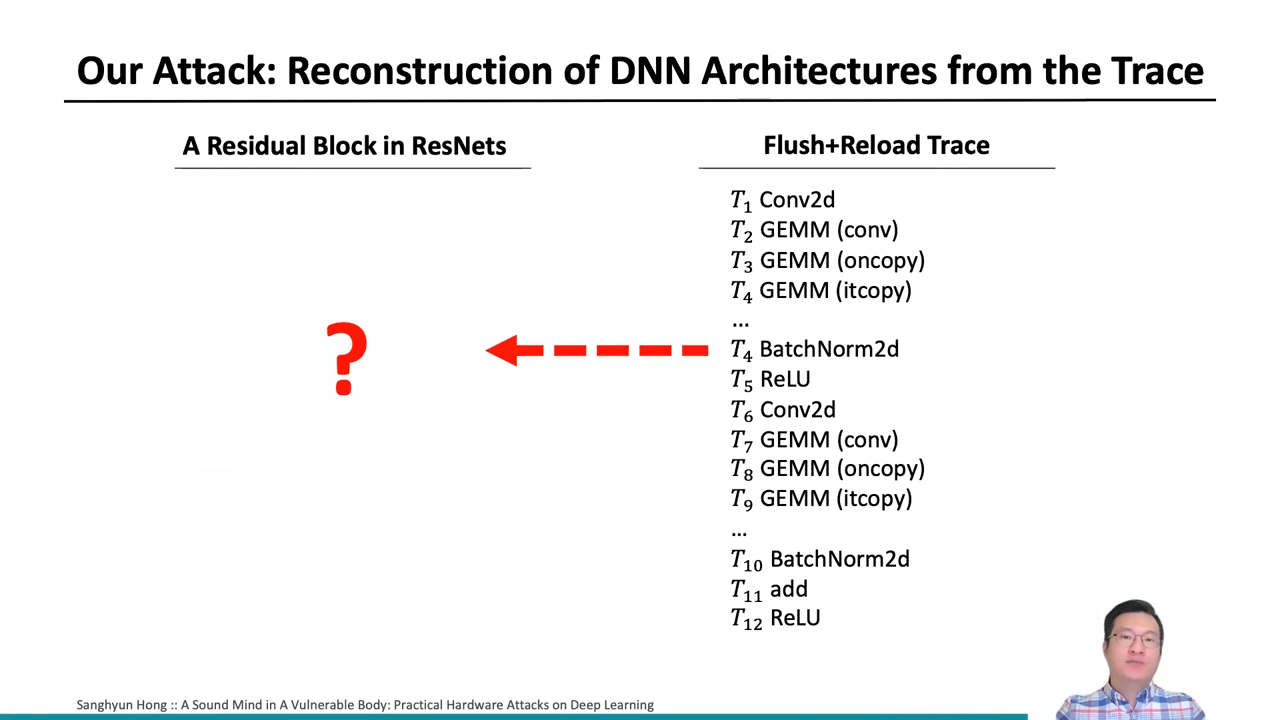 Our Attack: Reconstruction of DNN Architectures from the Trace
A Residual Block in ResNets
?
Flush+Reload Trace
T₁ Conv2d
T₂ GEMM (conv)
T₃ GEMM (oncopy)
T₄ GEMM (itcopy)
...
T₄ BatchNorm2d
T₅ ReLU
T₆ Conv2d
T₇ GEMM (conv)
T₈ GEMM (oncopy)
T₉ GEMM (itcopy)
...
T₁₀ BatchNorm2d
T₁₁ add
T₁₂ ReLU
Sanghyun Hong :: A Sound Mind in A Vulnerable Body: Practical Hardware Attacks on Deep Learning